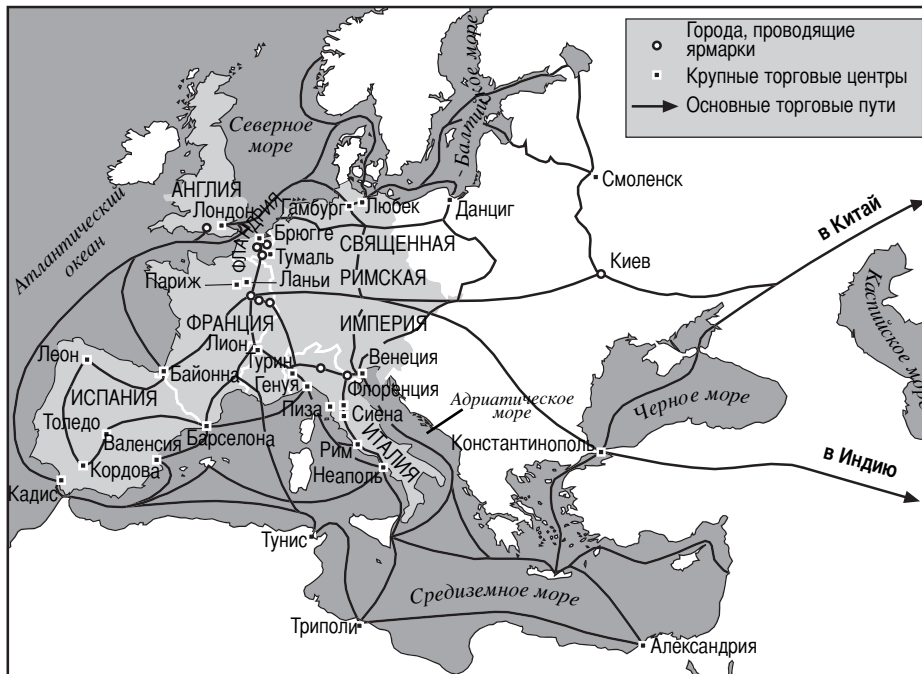 Города, проводящие
ярмарки
Крупные торговые центры
Основные торговые пути
Северное
море
Балтийское море
АНГЛИЯ
Лондон
Атлантический
океан
ФЛАНДРИЯ
Гамбург
Любек
Данциг
Смоленск
Брюгге
Тумаль
СВЯЩЕННАЯ
РИМСКАЯ
ИМПЕРИЯ
Париж
Ланьи
Киев
в Китай
Каспийское море
ФРАНЦИЯ
Лион
Турин
Венеция
Леон
Байонна
Генуя
Флоренция
ИСПАНИЯ
Пиза
Сиена
Адриатическое
море
Черное море
Толедо
Валенсия
Барселона
ИТАЛИЯ
Константинополь
Рим
Кордова
Неаполь
в Индию
Кадис
Тунис
Средиземное море
Триполи
Александрия